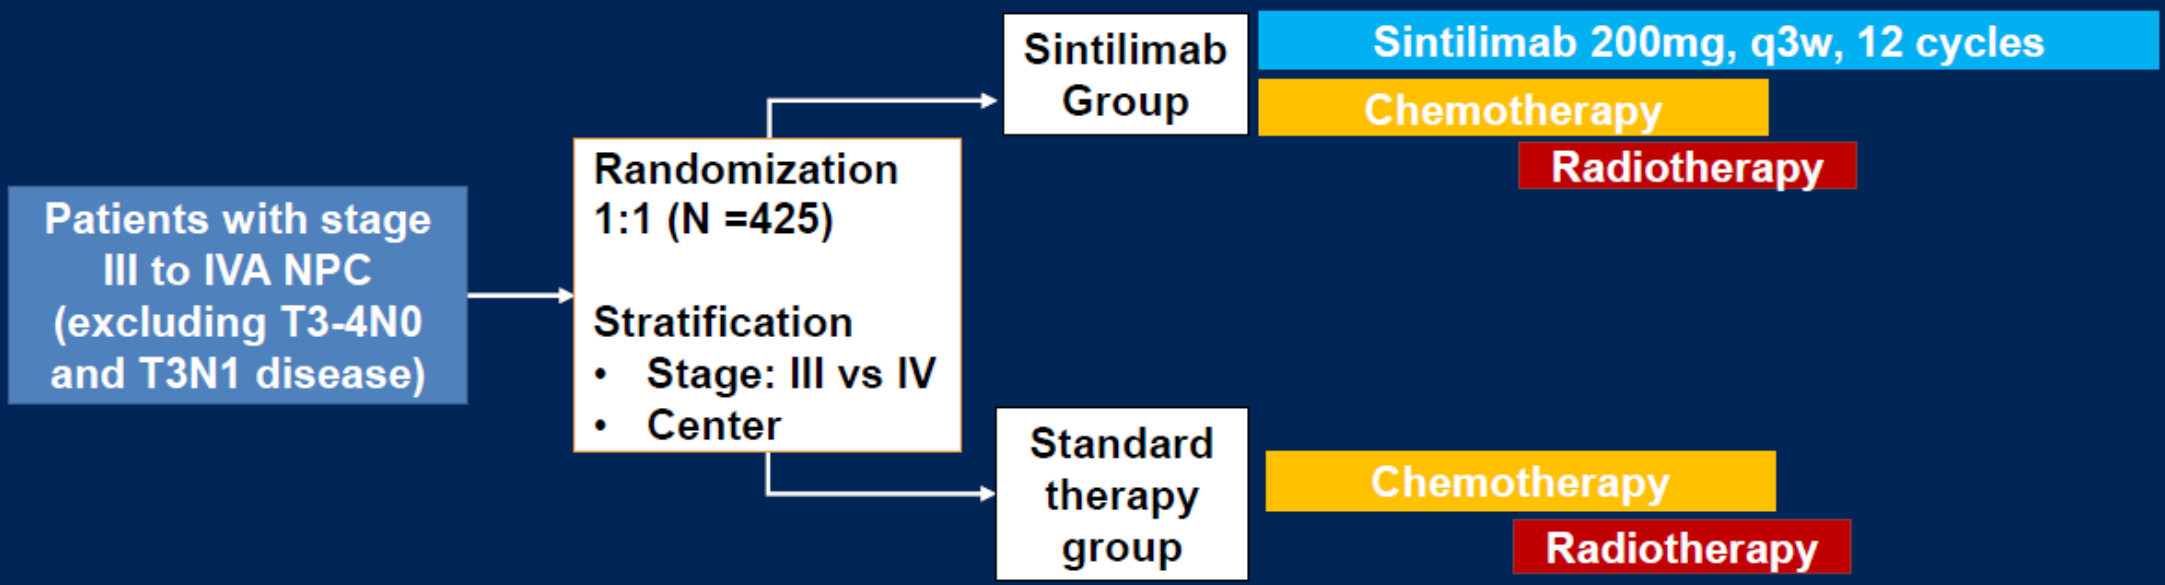 Patients with stage
III to IVA NPC
(excluding T3-4N0
and T3N1 disease)
Randomization
1:1 (N =425)
Stratification
• Stage: III vs IV
• Center
Sintilimab
Group
Sintilimab 200mg, q3w, 12 cycles
Chemotherapy
Radiotherapy
Standard
therapy
group
Chemotherapy
Radiotherapy